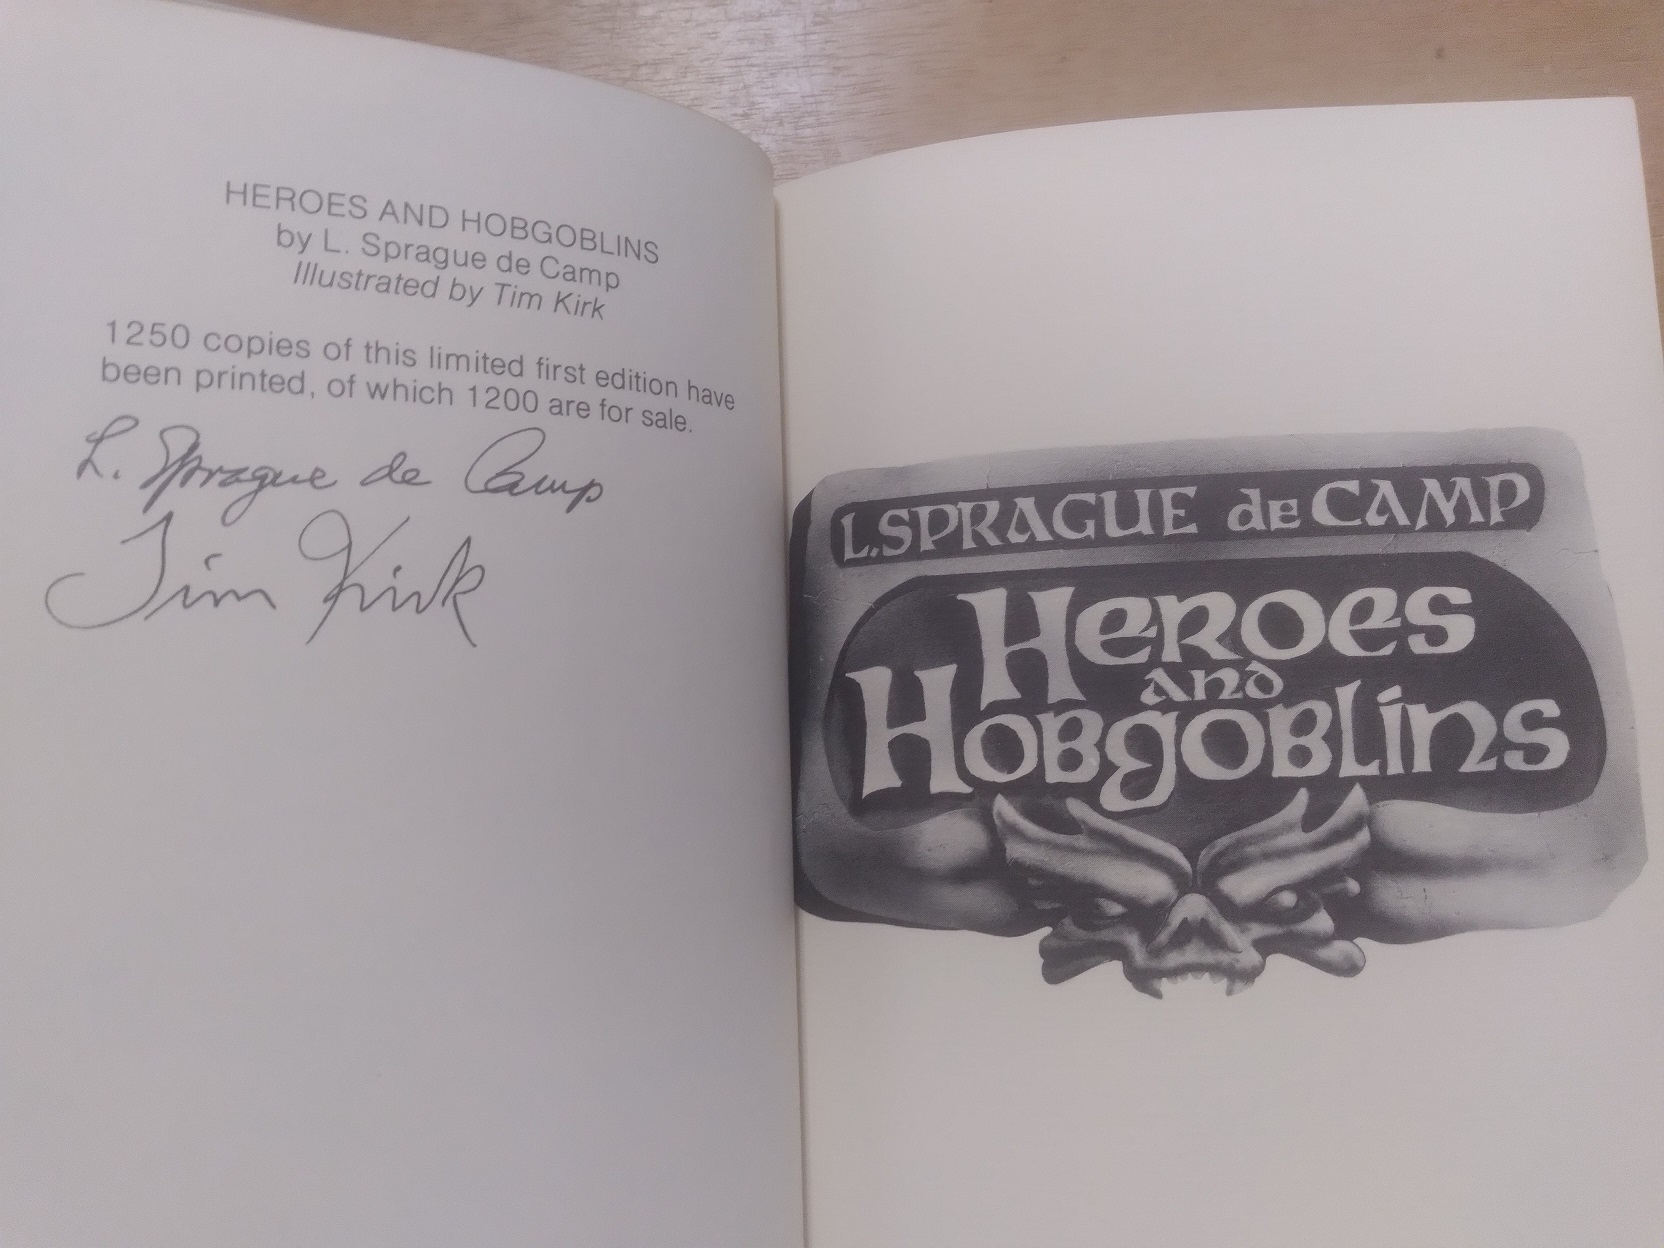 HEROES AND HOBGOBLINS
by L. Sprague de Camp
Illustrated by Tim Kirk
1250 copies of this limited first edition have
been printed, of which 1200 are for sale.
L. Sprague de Camp
Tim Kirk
L. SPRAGUE de CAMP
HEROES
AND
HOBGOBLINS